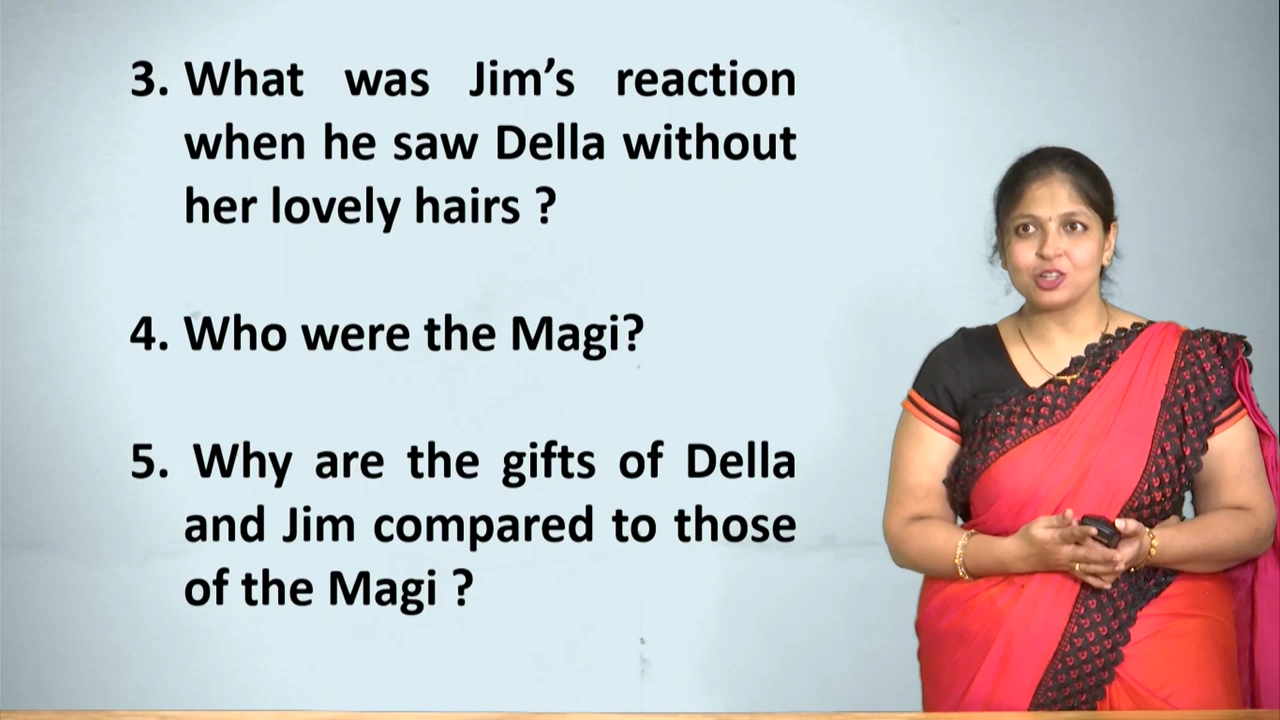 3. What was Jim’s reaction
when he saw Della without
her lovely hairs ?
4. Who were the Magi?
5. Why are the gifts of Della
and Jim compared to those
of the Magi ?